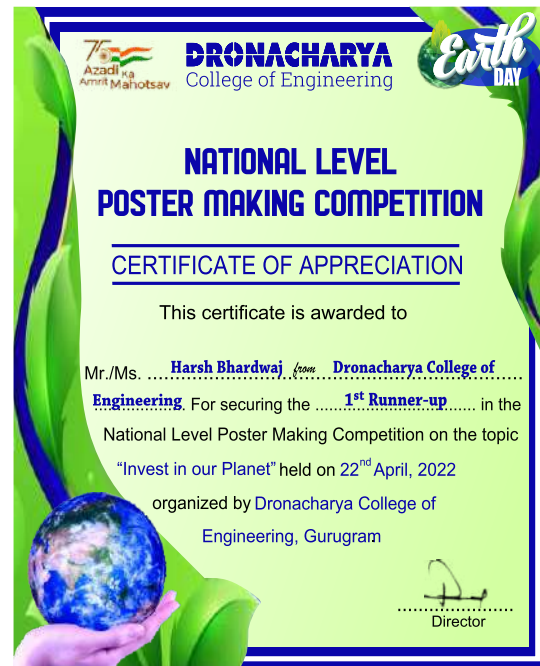 75
Azadi Ka
Amrit Mahotsav
DRONACHARYA
College of Engineering
Earth
DAY
NATIONAL LEVEL
POSTER MAKING COMPETITION
CERTIFICATE OF APPRECIATION
This certificate is awarded to
Mr./Ms. Harsh Bhardwaj from Dronacharya College of
Engineering. For securing the ......1st Runner-up...... in the
National Level Poster Making Competition on the topic
“Invest in our Planet” held on 22nd April, 2022
organized by Dronacharya College of
Engineering, Gurugram
Director